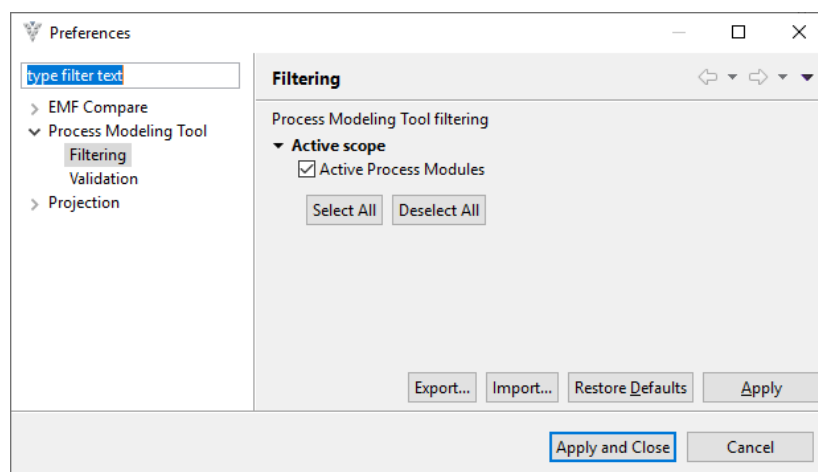 Preferences
type filter text
EMF Compare
Process Modeling Tool
Filtering
Validation
Projection
Filtering
Process Modeling Tool filtering
Active scope
Active Process Modules
Select All Deselect All
Export... Import... Restore Defaults Apply
Apply and Close Cancel